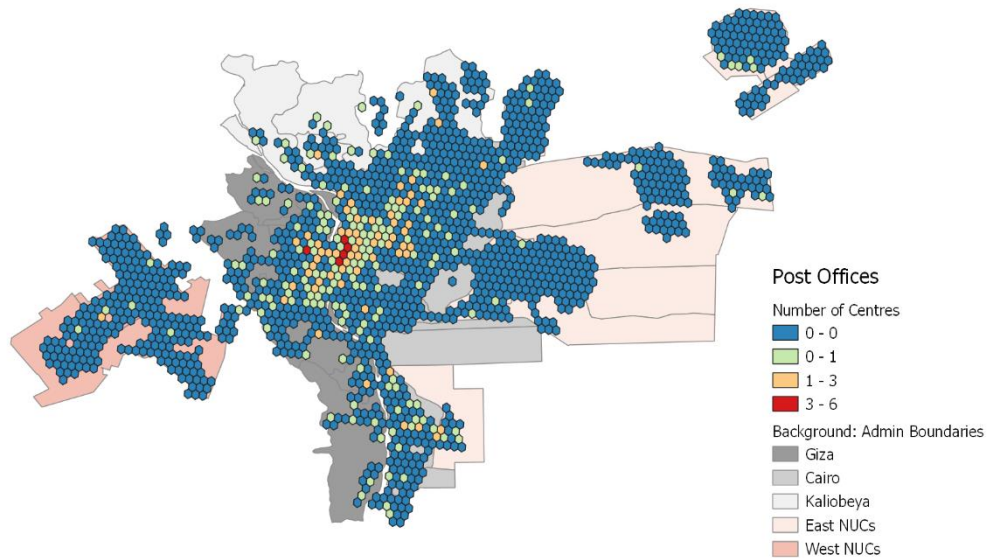 Post Offices
Number of Centres
0 - 0
0 - 1
1 - 3
3 - 6
Background: Admin Boundaries
Giza
Cairo
Kaliobeya
East NUCs
West NUCs